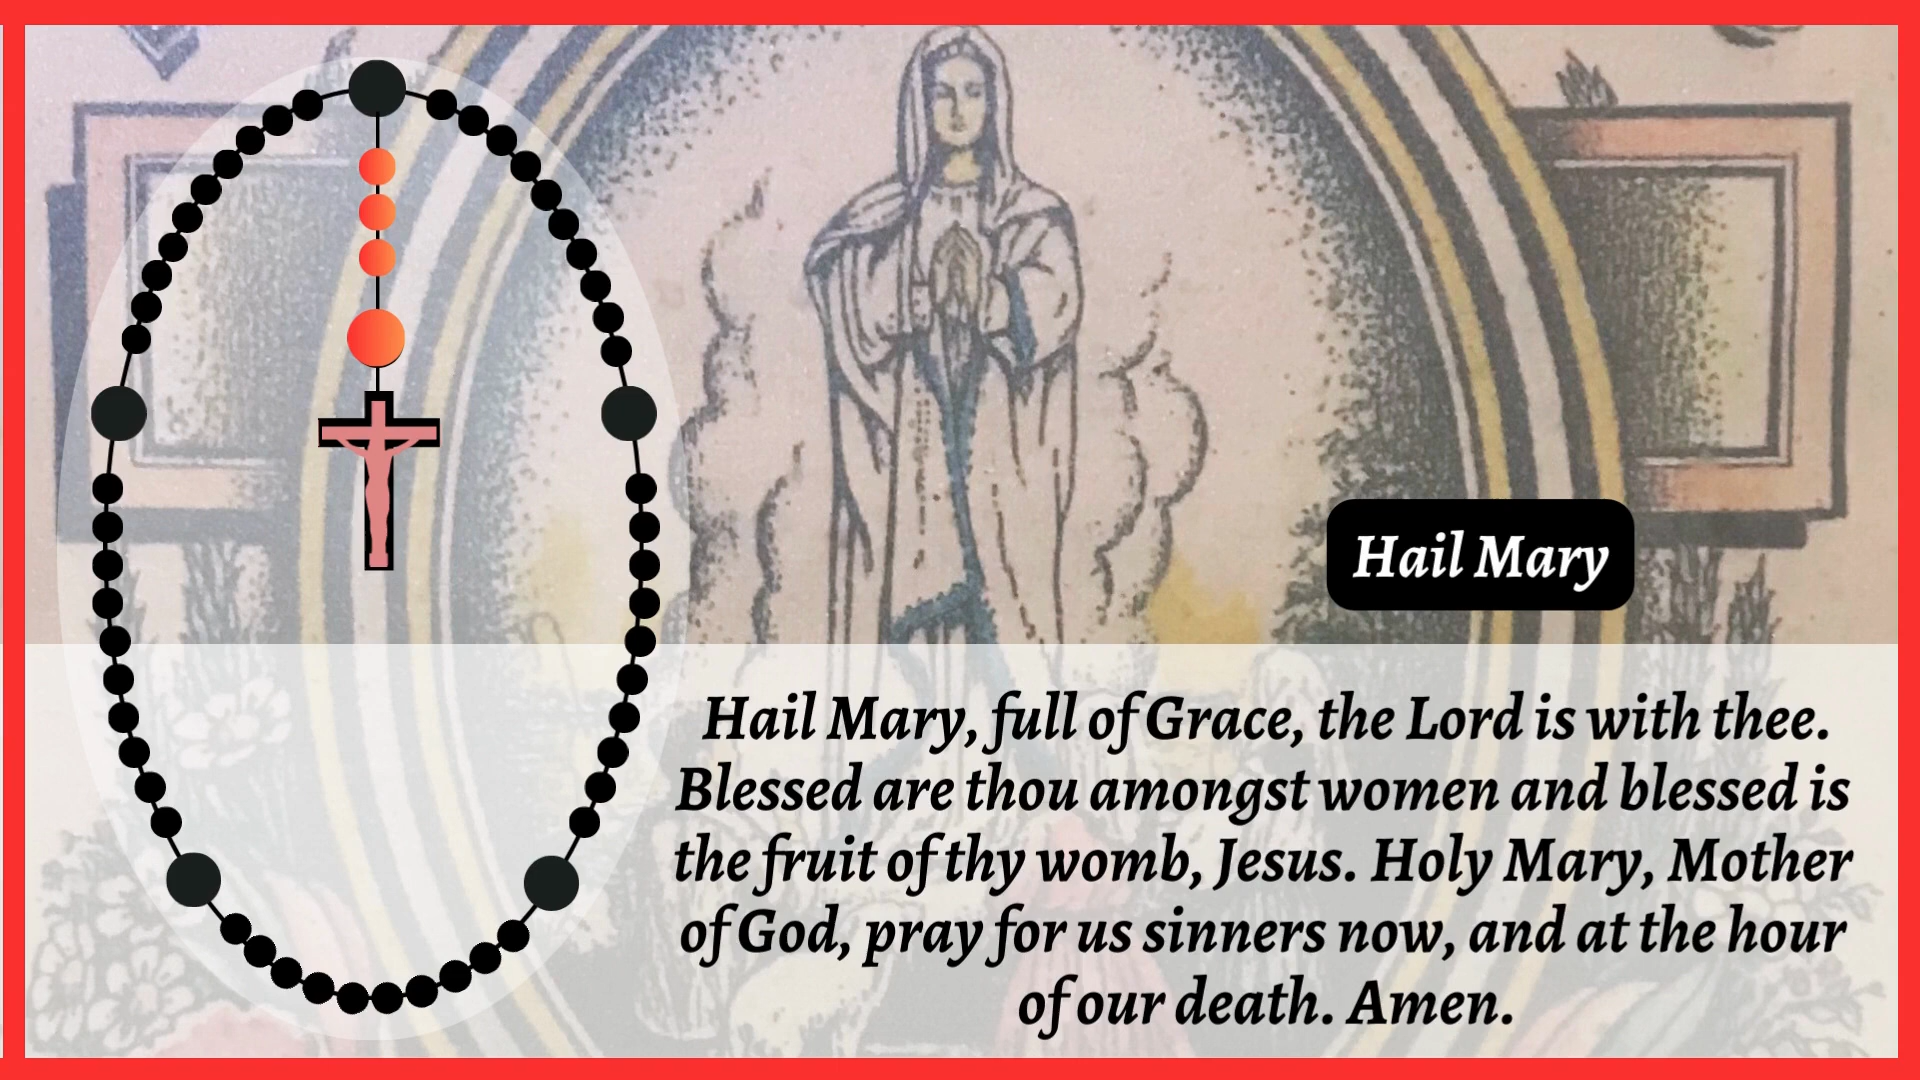 Hail Mary
Hail Mary, full of Grace, the Lord is with thee.
Blessed are thou amongst women and blessed is
the fruit of thy womb, Jesus. Holy Mary, Mother
of God, pray for us sinners now, and at the hour
of our death. Amen.